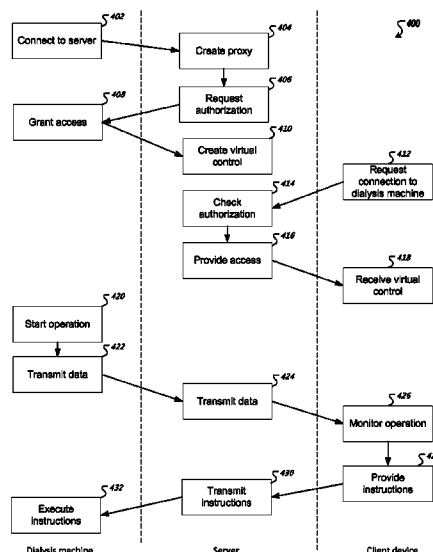 402
Connect to server
404
Create proxy
400
406
Request
authorization
408
Grant access
410
Create virtual
control
412
Request
connection to
dialysis machine
414
Check
authorization
416
Provide access
418
Receive virtual
control
420
Start operation
422
Transmit data
424
Transmit data
426
Monitor operation
Provide
instructions
430
Transmit
instructions
432
Execute
instructions
Dialysis machine
Server
Client device